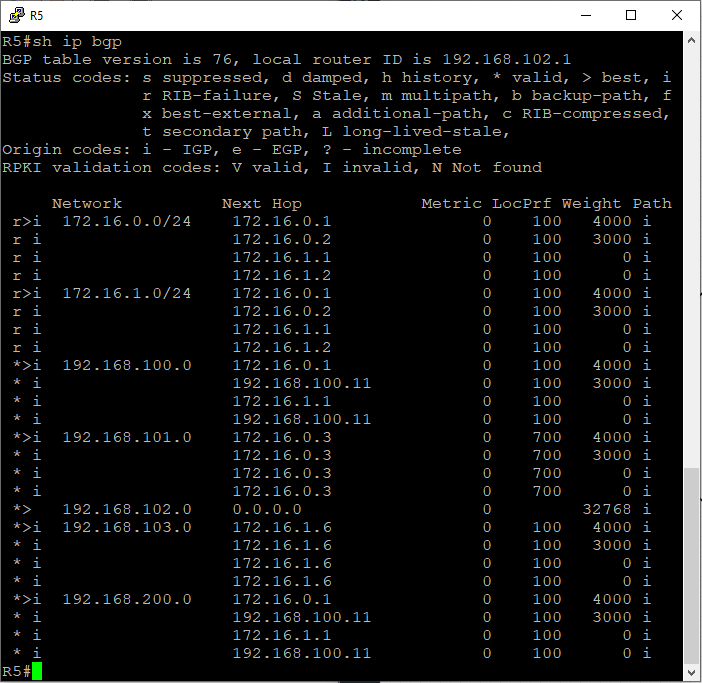 R5
R5#sh ip bgp
BGP table version is 76, local router ID is 192.168.102.1
Status codes: s suppressed, d damped, h history, * valid, > best, i
              r RIB-failure, S Stale, m multipath, b backup-path, f
              x best-external, a additional-path, c RIB-compressed,
              t secondary path, L long-lived-stale,
Origin codes: i - IGP, e - EGP, ? - incomplete
RPKI validation codes: V valid, I invalid, N Not found
     Network          Next Hop            Metric LocPrf Weight Path
 r>i  172.16.0.0/24    172.16.0.1               0    100   4000 i
 r i                   172.16.0.2               0    100   3000 i
 r i                   172.16.1.1               0    100      0 i
 r i                   172.16.1.2               0    100      0 i
 r>i  172.16.1.0/24    172.16.0.1               0    100   4000 i
 r i                   172.16.0.2               0    100   3000 i
 r i                   172.16.1.1               0    100      0 i
 r i                   172.16.1.2               0    100      0 i
 *>i  192.168.100.0    172.16.0.1               0    100   4000 i
 * i                   192.168.100.11           0    100   3000 i
 * i                   172.16.1.1               0    100      0 i
 * i                   192.168.100.11           0    100      0 i
 *>i  192.168.101.0    172.16.0.3               0    700   4000 i
 * i                   172.16.0.3               0    700   3000 i
 * i                   172.16.0.3               0    700      0 i
 * i                   172.16.0.3               0    700      0 i
 *>   192.168.102.0    0.0.0.0                  0         32768 i
 *>i  192.168.103.0    172.16.1.6               0    100   4000 i
 * i                   172.16.1.6               0    100   3000 i
 * i                   172.16.1.6               0    100      0 i
 * i                   172.16.1.6               0    100      0 i
 *>i  192.168.200.0    172.16.0.1               0    100   4000 i
 * i                   192.168.100.11           0    100   3000 i
 * i                   172.16.1.1               0    100      0 i
 * i                   192.168.100.11           0    100      0 i
R5#